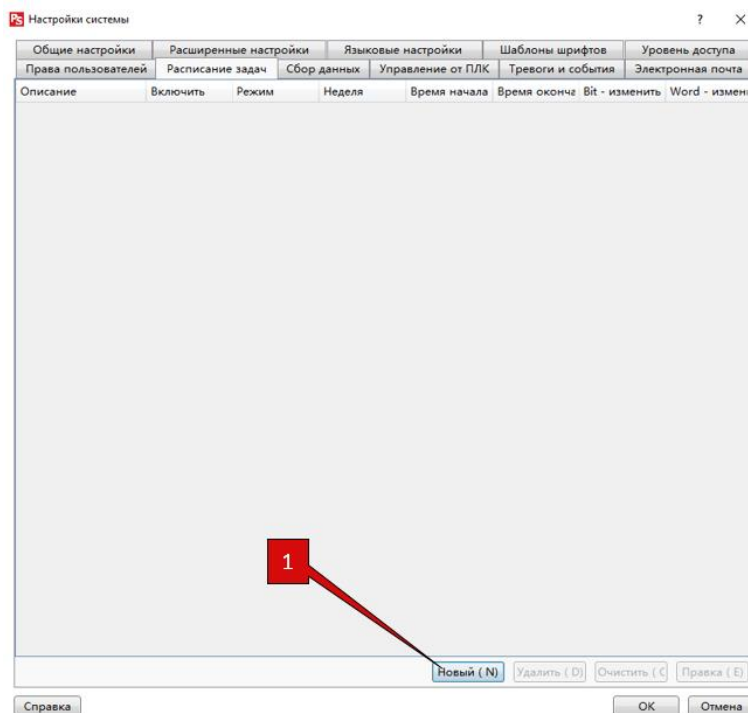 PS Настройки системы ? ×
Общие настройки Расширенные настройки Языковые настройки Шаблоны шрифтов Уровень доступа
Права пользователей Расписание задач Сбор данных Управление от ПЛК Тревоги и события Электронная почта
Описание Включить Режим Неделя Время начала Время оконча Bit - изменить Word - измен
1
Новый ( N) Удалить ( D) Очистить ( C Правка ( E)
Справка OK Отмена